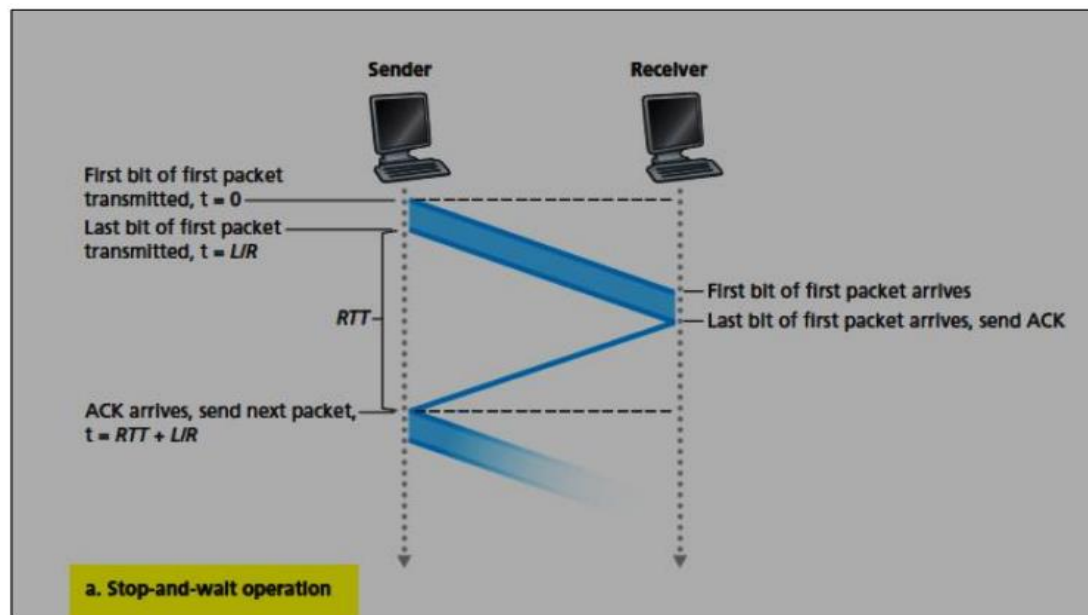 Sender
Receiver
First bit of first packet
transmitted, t = 0
Last bit of first packet
transmitted, t = L/R
RTT
First bit of first packet arrives
Last bit of first packet arrives, send ACK
ACK arrives, send next packet,
t = RTT + L/R
a. Stop-and-wait operation